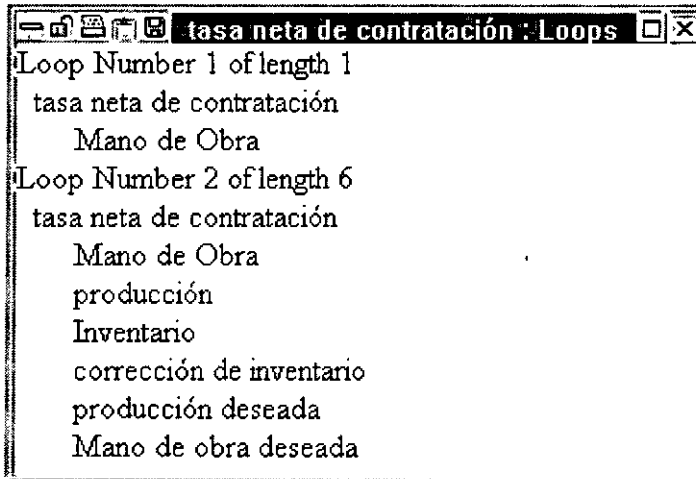 tasa neta de contratación : Loops
Loop Number 1 of length 1
tasa neta de contratación
Mano de Obra
Loop Number 2 of length 6
tasa neta de contratación
Mano de Obra
producción
Inventario
corrección de inventario
producción deseada
Mano de obra deseada